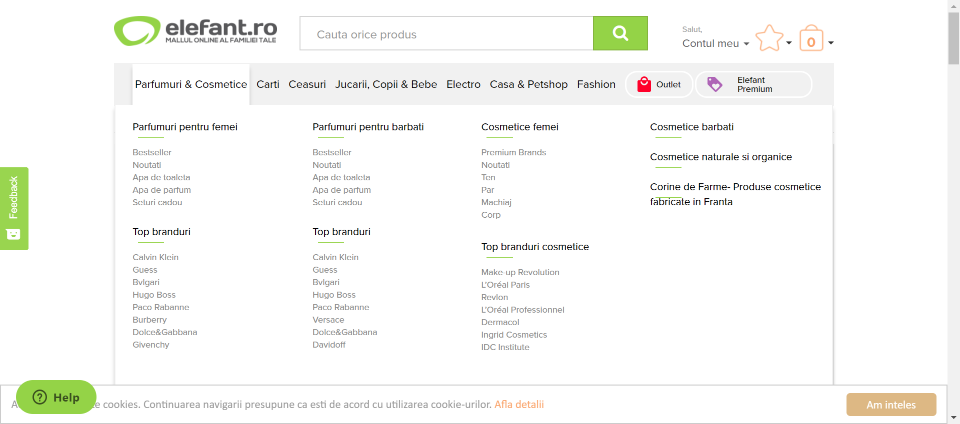 elefant.ro
MALLUL ONLINE AL FAMILIEI TALE
Cauta orice produs
Salut,
Contul meu
0
Parfumuri & Cosmetice
Carti
Ceasuri
Jucarii, Copii & Bebe
Electro
Casa & Petshop
Fashion
Outlet
Elefant
Premium
Parfumuri pentru femei
Bestseller
Noutati
Apa de toaleta
Apa de parfum
Seturi cadou
Top branduri
Calvin Klein
Guess
Bvlgari
Hugo Boss
Paco Rabanne
Burberry
Dolce&Gabbana
Givenchy
Parfumuri pentru barbati
Bestseller
Noutati
Apa de toaleta
Apa de parfum
Seturi cadou
Top branduri
Calvin Klein
Guess
Bvlgari
Hugo Boss
Paco Rabanne
Versace
Dolce&Gabbana
Davidoff
Cosmetice femei
Premium Brands
Noutati
Ten
Par
Machiaj
Corp
Top branduri cosmetice
Make-up Revolution
L'Oréal Paris
Revlon
L'Oréal Professionnel
Dermacol
Ingrid Cosmetics
IDC Institute
Cosmetice barbati
Cosmetice naturale si organice
Corine de Farme- Produse cosmetice
fabricate in Franta
Feedback
Help
cookies. Continuarea navigarii presupune ca esti de acord cu utilizarea cookie-urilor. Afla detalii
Am inteles